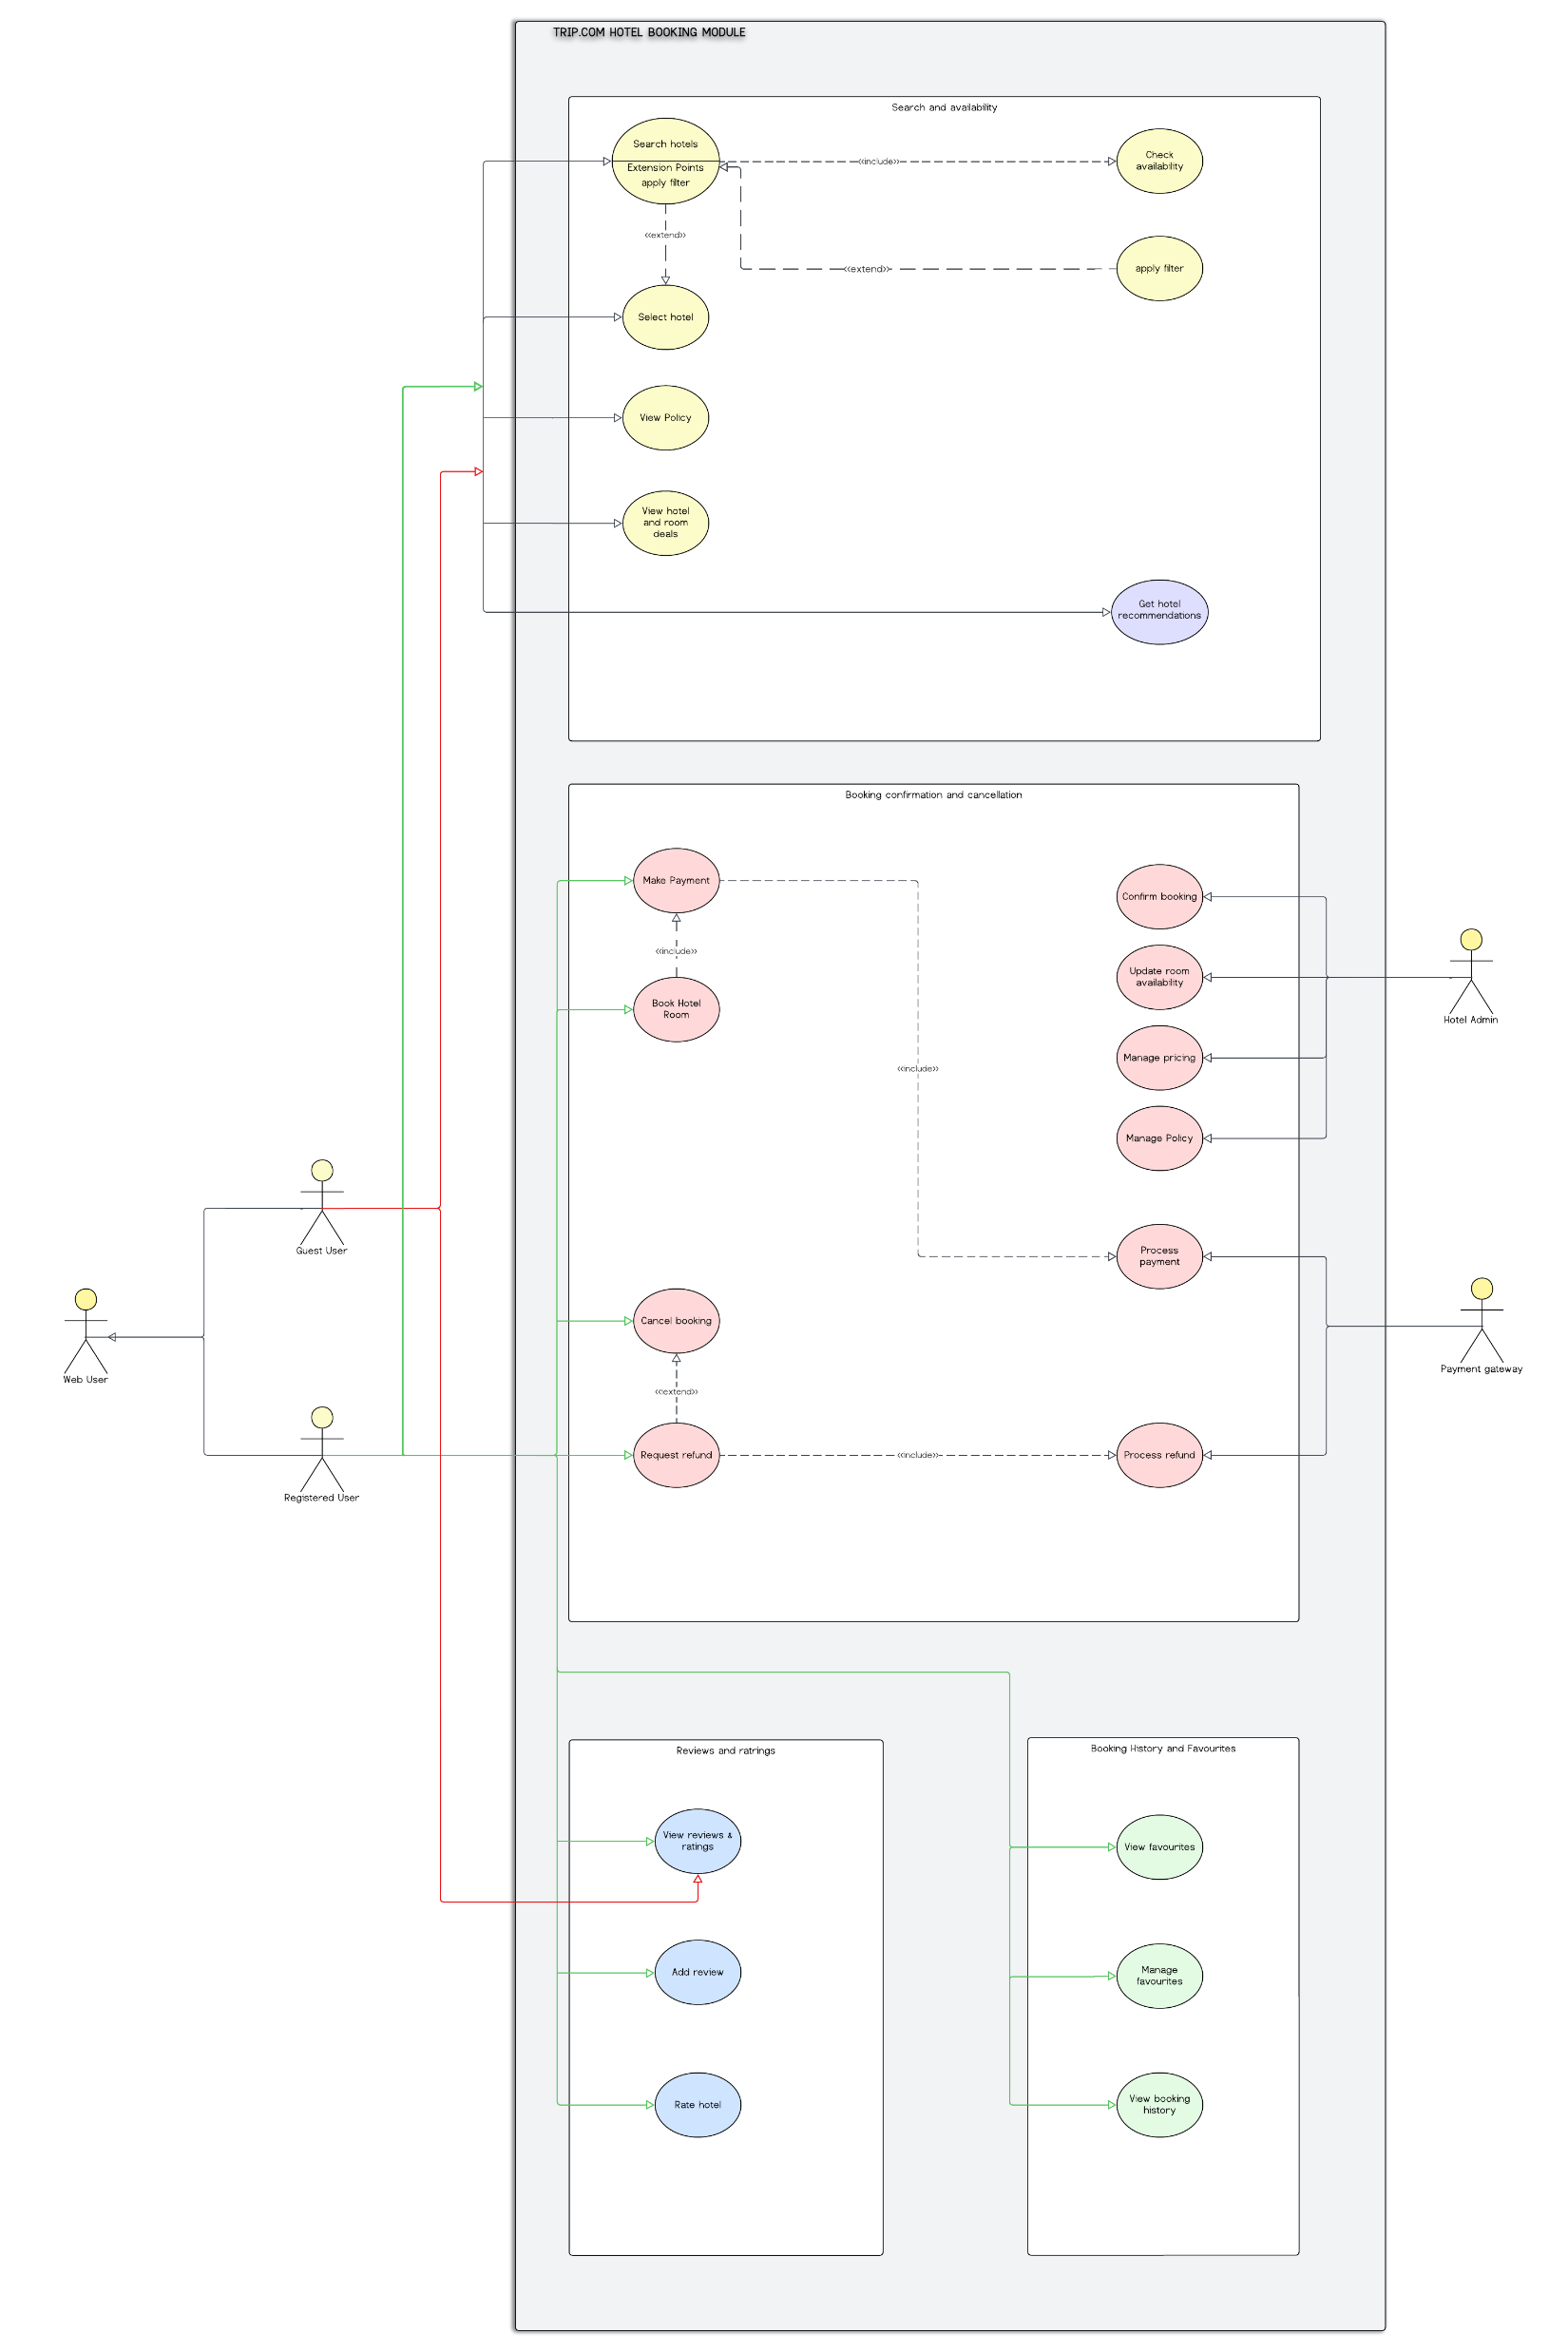 TRIP.COM HOTEL BOOKING MODULE
Search and availability
Search hotels
Extension Points
apply filter
<<include>>
Check
availability
<<extend>>
<<extend>>
apply filter
Select hotel
View Policy
View hotel
and room
deals
Get hotel
recommendations
Booking confirmation and cancellation
Make Payment
Confirm booking
<<include>>
Update room
availability
Book Hotel
Room
Hotel Admin
Manage pricing
<<include>>
Manage Policy
Guest User
Process
payment
Cancel booking
Web User
Payment gateway
<<extend>>
Request refund
<<include>>
Process refund
Registered User
Reviews and ratrings
Booking History and Favourites
View reviews &
ratings
View favourites
Add review
Manage
favourites
Rate hotel
View booking
history